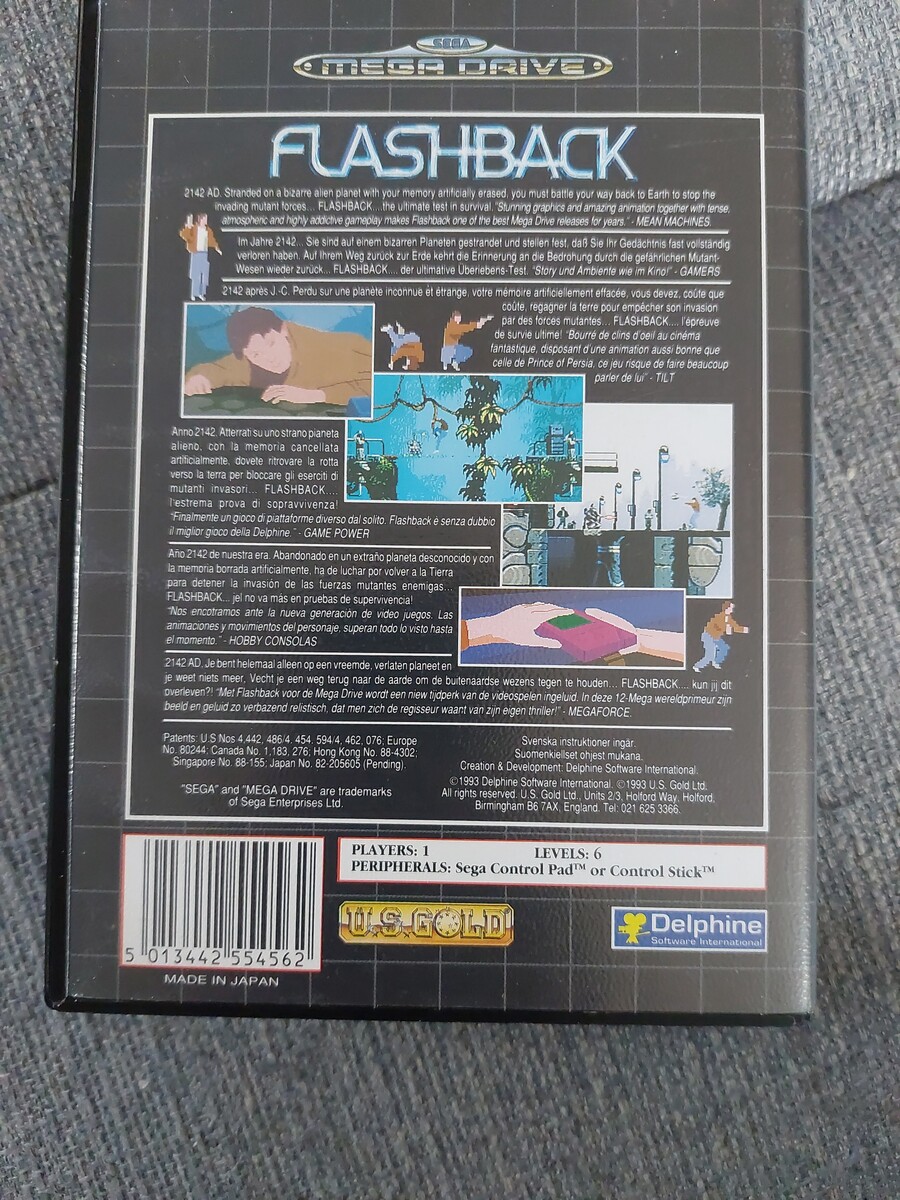 SEGA
MEGA DRIVE
FLASHBACK
2142 AD. Stranded on a bizarre alien planet with your memory artificially erased, you must battle your way back to Earth to stop the
invading mutant forces... FLASHBACK....the ultimate test in survival. "Stunning graphics and amazing animation together with tense,
atmospheric and highly addictive gameplay makes Flashback one of the best Mega Drive releases for years." - MEAN MACHINES.
Im Jahre 2142... Sie sind auf einem bizarren Planeten gestrandet und stellen fest, daß Sie Ihr Gedächtnis fast vollständig
verloren haben. Auf Ihrem Weg zurück zur Erde kehrt die Erinnerung an die Bedrohung durch die gefährlichen Mutant-
Wesen wieder zurück... FLASHBACK.... der ultimative Überlebens-Test. "Story und Ambiente wie im Kino!" - GAMERS
2142 après J.-C. Perdu sur une planète inconnue et étrange, votre mémoire artificiellement effacée, vous devez, coûte que
coûte, regagner la terre pour empêcher son invasion
par des forces mutantes... FLASHBACK.... l'épreuve
de survie ultime! "Bourré de clins d'oeil au cinéma
fantastique, disposant d'une animation aussi bonne que
celle de Prince of Persia, ce jeu risque de faire beaucoup
parler de lui" - TILT
Anno 2142. Atterrati su uno strano pianeta
alieno, con la memoria cancellata
artificialmente, dovete ritrovare la rotta
verso la terra per bloccare gli eserciti di
mutanti invasori... FLASHBACK....
l'estrema prova di sopravvivenza!
"Finalmente un gioco di piattaforme diverso dal solito. Flashback è senza dubbio
il miglior gioco della Delphine." - GAME POWER
Año 2142 de nuestra era. Abandonado en un extraño planeta desconocido y con
la memoria borrada artificialmente, ha de luchar por volver a la Tierra
para detener la invasión de las fuerzas mutantes enemigas...
FLASHBACK... ¡el no va más en pruebas de supervivencia!
"Nos encotramos ante la nueva generación de video juegos. Las
animaciones y movimientos del personaje, superan todo lo visto hasta
el momento." - HOBBY CONSOLAS
2142 AD. Je bent helemaal alleen op een vreemde, verlaten planeet en
je weet niets meer, Vecht je een weg terug naar de aarde om de buitenaardse wezens tegen te houden... FLASHBACK.... kun jij dit
overleven?! "Met Flashback voor de Mega Drive wordt een niew tijdperk van de videospelen ingeluid. In deze 12-Mega wereldprimeur zijn
beeld en geluid zo verbazend relistisch, dat men zich de regisseur waant van zijn eigen thriller!" - MEGAFORCE.
Patents: U.S Nos 4,442, 486/4, 454, 594/4, 462, 076; Europe
No. 80244; Canada No. 1,183, 276; Hong Kong No. 88-4302;
Singapore No. 88-155; Japan No. 82-205605 (Pending).
"SEGA" and "MEGA DRIVE" are trademarks
of Sega Enterprises Ltd.
Svenska instruktioner ingår.
Suomenkiellset ohjeet mukana.
Creation & Development: Delphine Software International.
©1993 Delphine Software International. ©1993 U.S. Gold Ltd.
All rights reserved. U.S. Gold Ltd., Units 2/3, Holford Way, Holford,
Birmingham B6 7AX, England. Tel: 021 625 3366.
PLAYERS: 1 LEVELS: 6
PERIPHERALS: Sega Control Pad™ or Control Stick™
5 013442 554562
MADE IN JAPAN
U.S. GOLD
Delphine
Software International